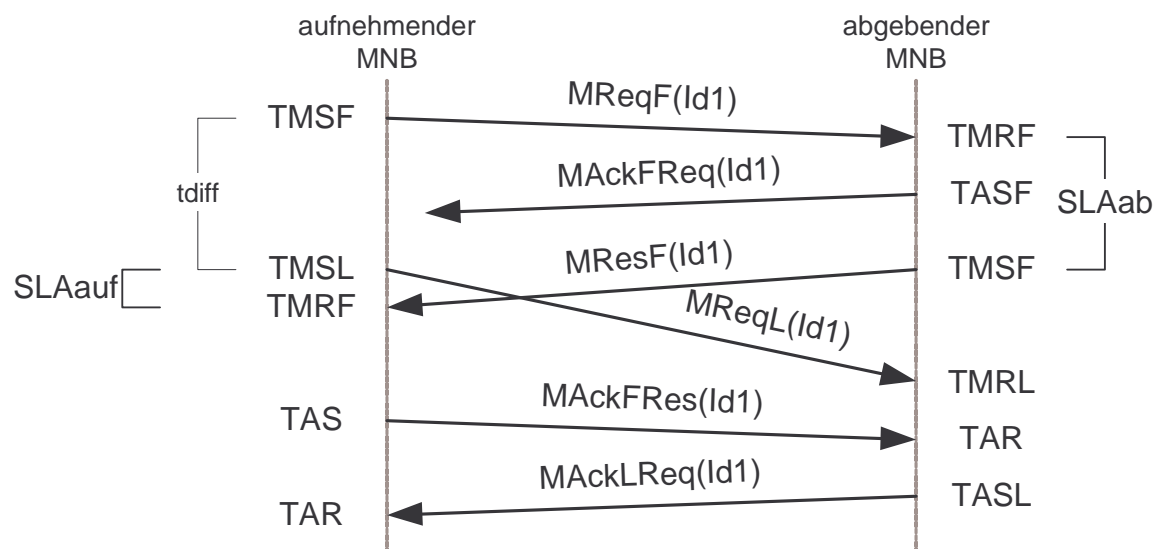 aufnehmender
MNB
abgebender
MNB
TMSF
MReqF(Id1)
TMRF
tdiff
MAckFReq(Id1)
TASF
SLAab
SLAauf
TMSL
TMRF
MResF(Id1)
TMSF
MReqL(Id1)
TMRL
TAS
MAckFRes(Id1)
TAR
MAckLReq(Id1)
TAR
TASL